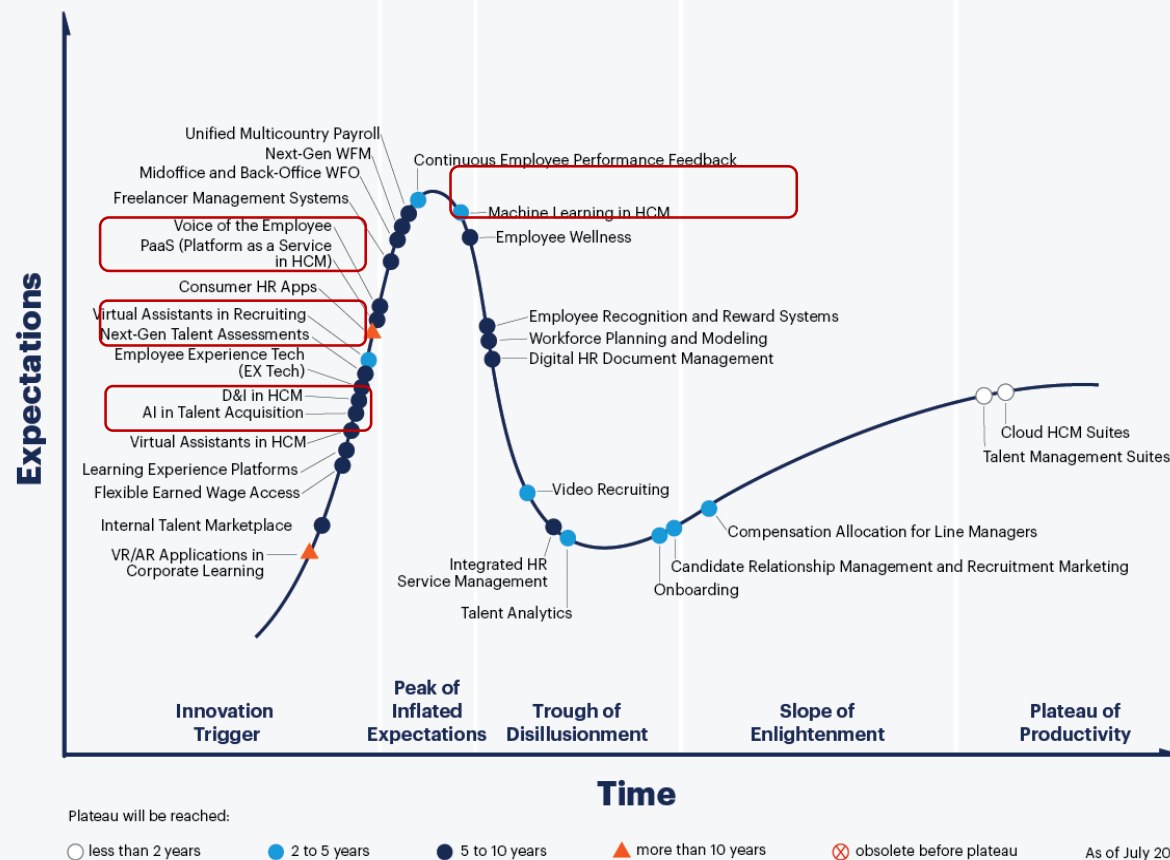 Expectations
Unified Multicountry Payroll
Next-Gen WFM
Midoffice and Back-Office WFO
Freelancer Management Systems
Voice of the Employee
PaaS (Platform as a Service
in HCM)
Consumer HR Apps
Virtual Assistants in Recruiting
Next-Gen Talent Assessments
Employee Experience Tech
(EX Tech)
D&I in HCM
AI in Talent Acquisition
Virtual Assistants in HCM
Learning Experience Platforms
Flexible Earned Wage Access
Internal Talent Marketplace
VR/AR Applications in
Corporate Learning
Continuous Employee Performance Feedback
Machine Learning in HCM
Employee Wellness
Employee Recognition and Reward Systems
Workforce Planning and Modeling
Digital HR Document Management
Video Recruiting
Integrated HR
Service Management
Talent Analytics
Onboarding
Candidate Relationship Management and Recruitment Marketing
Compensation Allocation for Line Managers
Cloud HCM Suites
Talent Management Suites
Innovation
Trigger
Peak of
Inflated
Expectations
Trough of
Disillusionment
Slope of
Enlightenment
Plateau of
Productivity
Time
Plateau will be reached:
less than 2 years
2 to 5 years
5 to 10 years
more than 10 years
obsolete before plateau
As of July 20